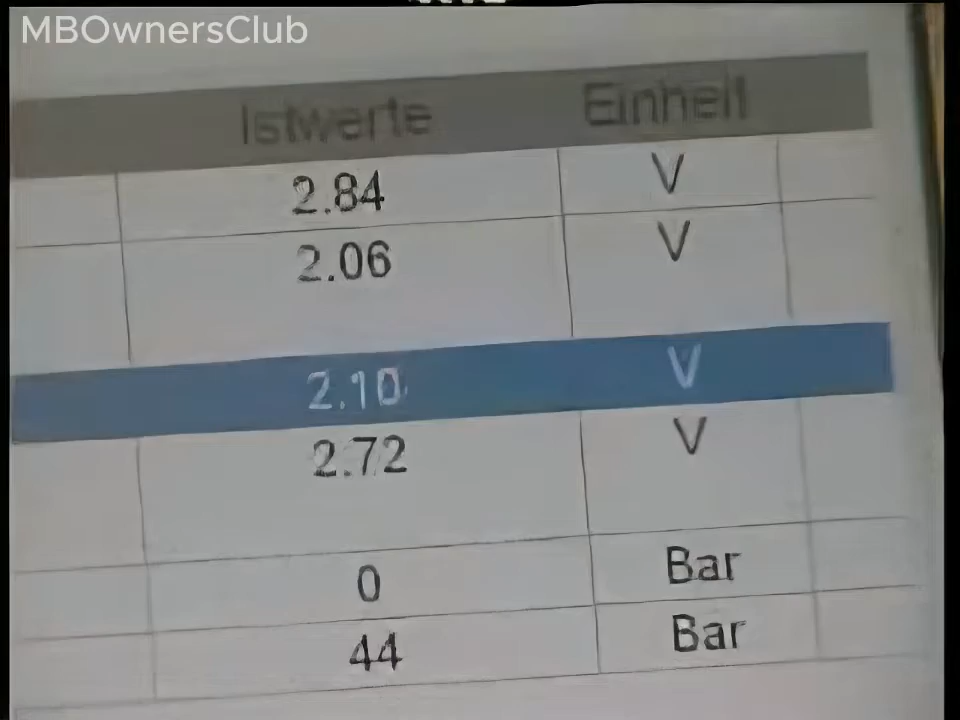 MBOwnersClub
Istwerte Einheit
2.84 V
2.06 V
2.10 V
2.72 V
0 Bar
44 Bar